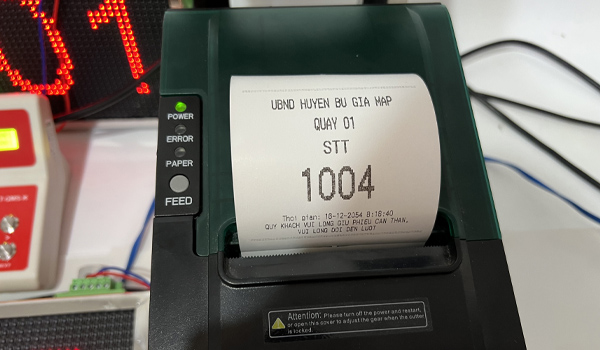 01
UBND HUYEN BU GIA MAP
QUAY 01
STT
1004
Thoi gian: 18-12-2054 8:18:40
QUY KHACH VUI LONG GIU PHIEU CAN THAN,
VUI LONG DOI DEN LUOT
POWER
ERROR
PAPER
FEED
Attention: Please turn off the power and restart,
or open this cover to adjust the gear when the cutter
is locked.